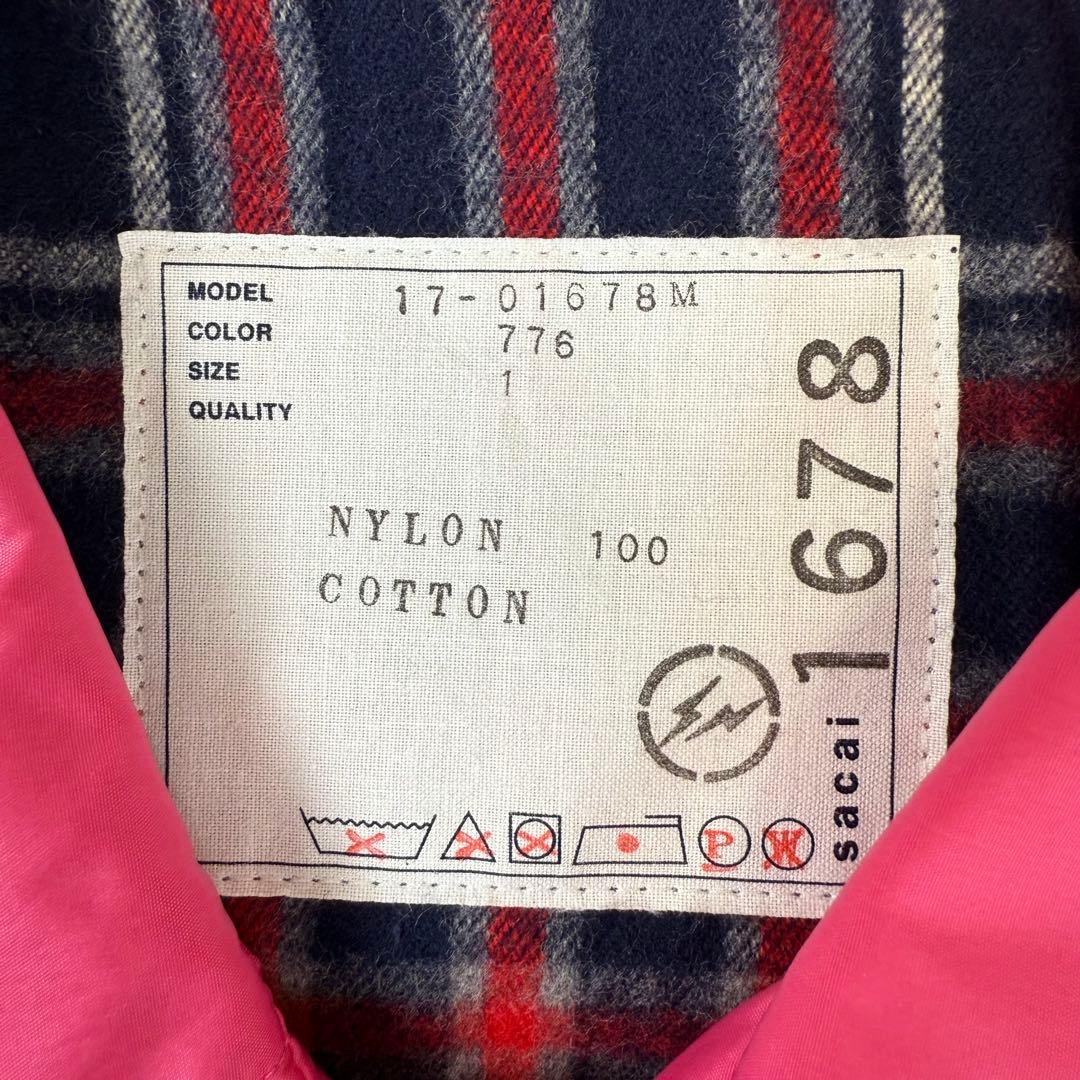 MODEL 17-01678M
COLOR 776
SIZE 1
QUALITY
NYLON 100
COTTON
1678
sacai
P
W